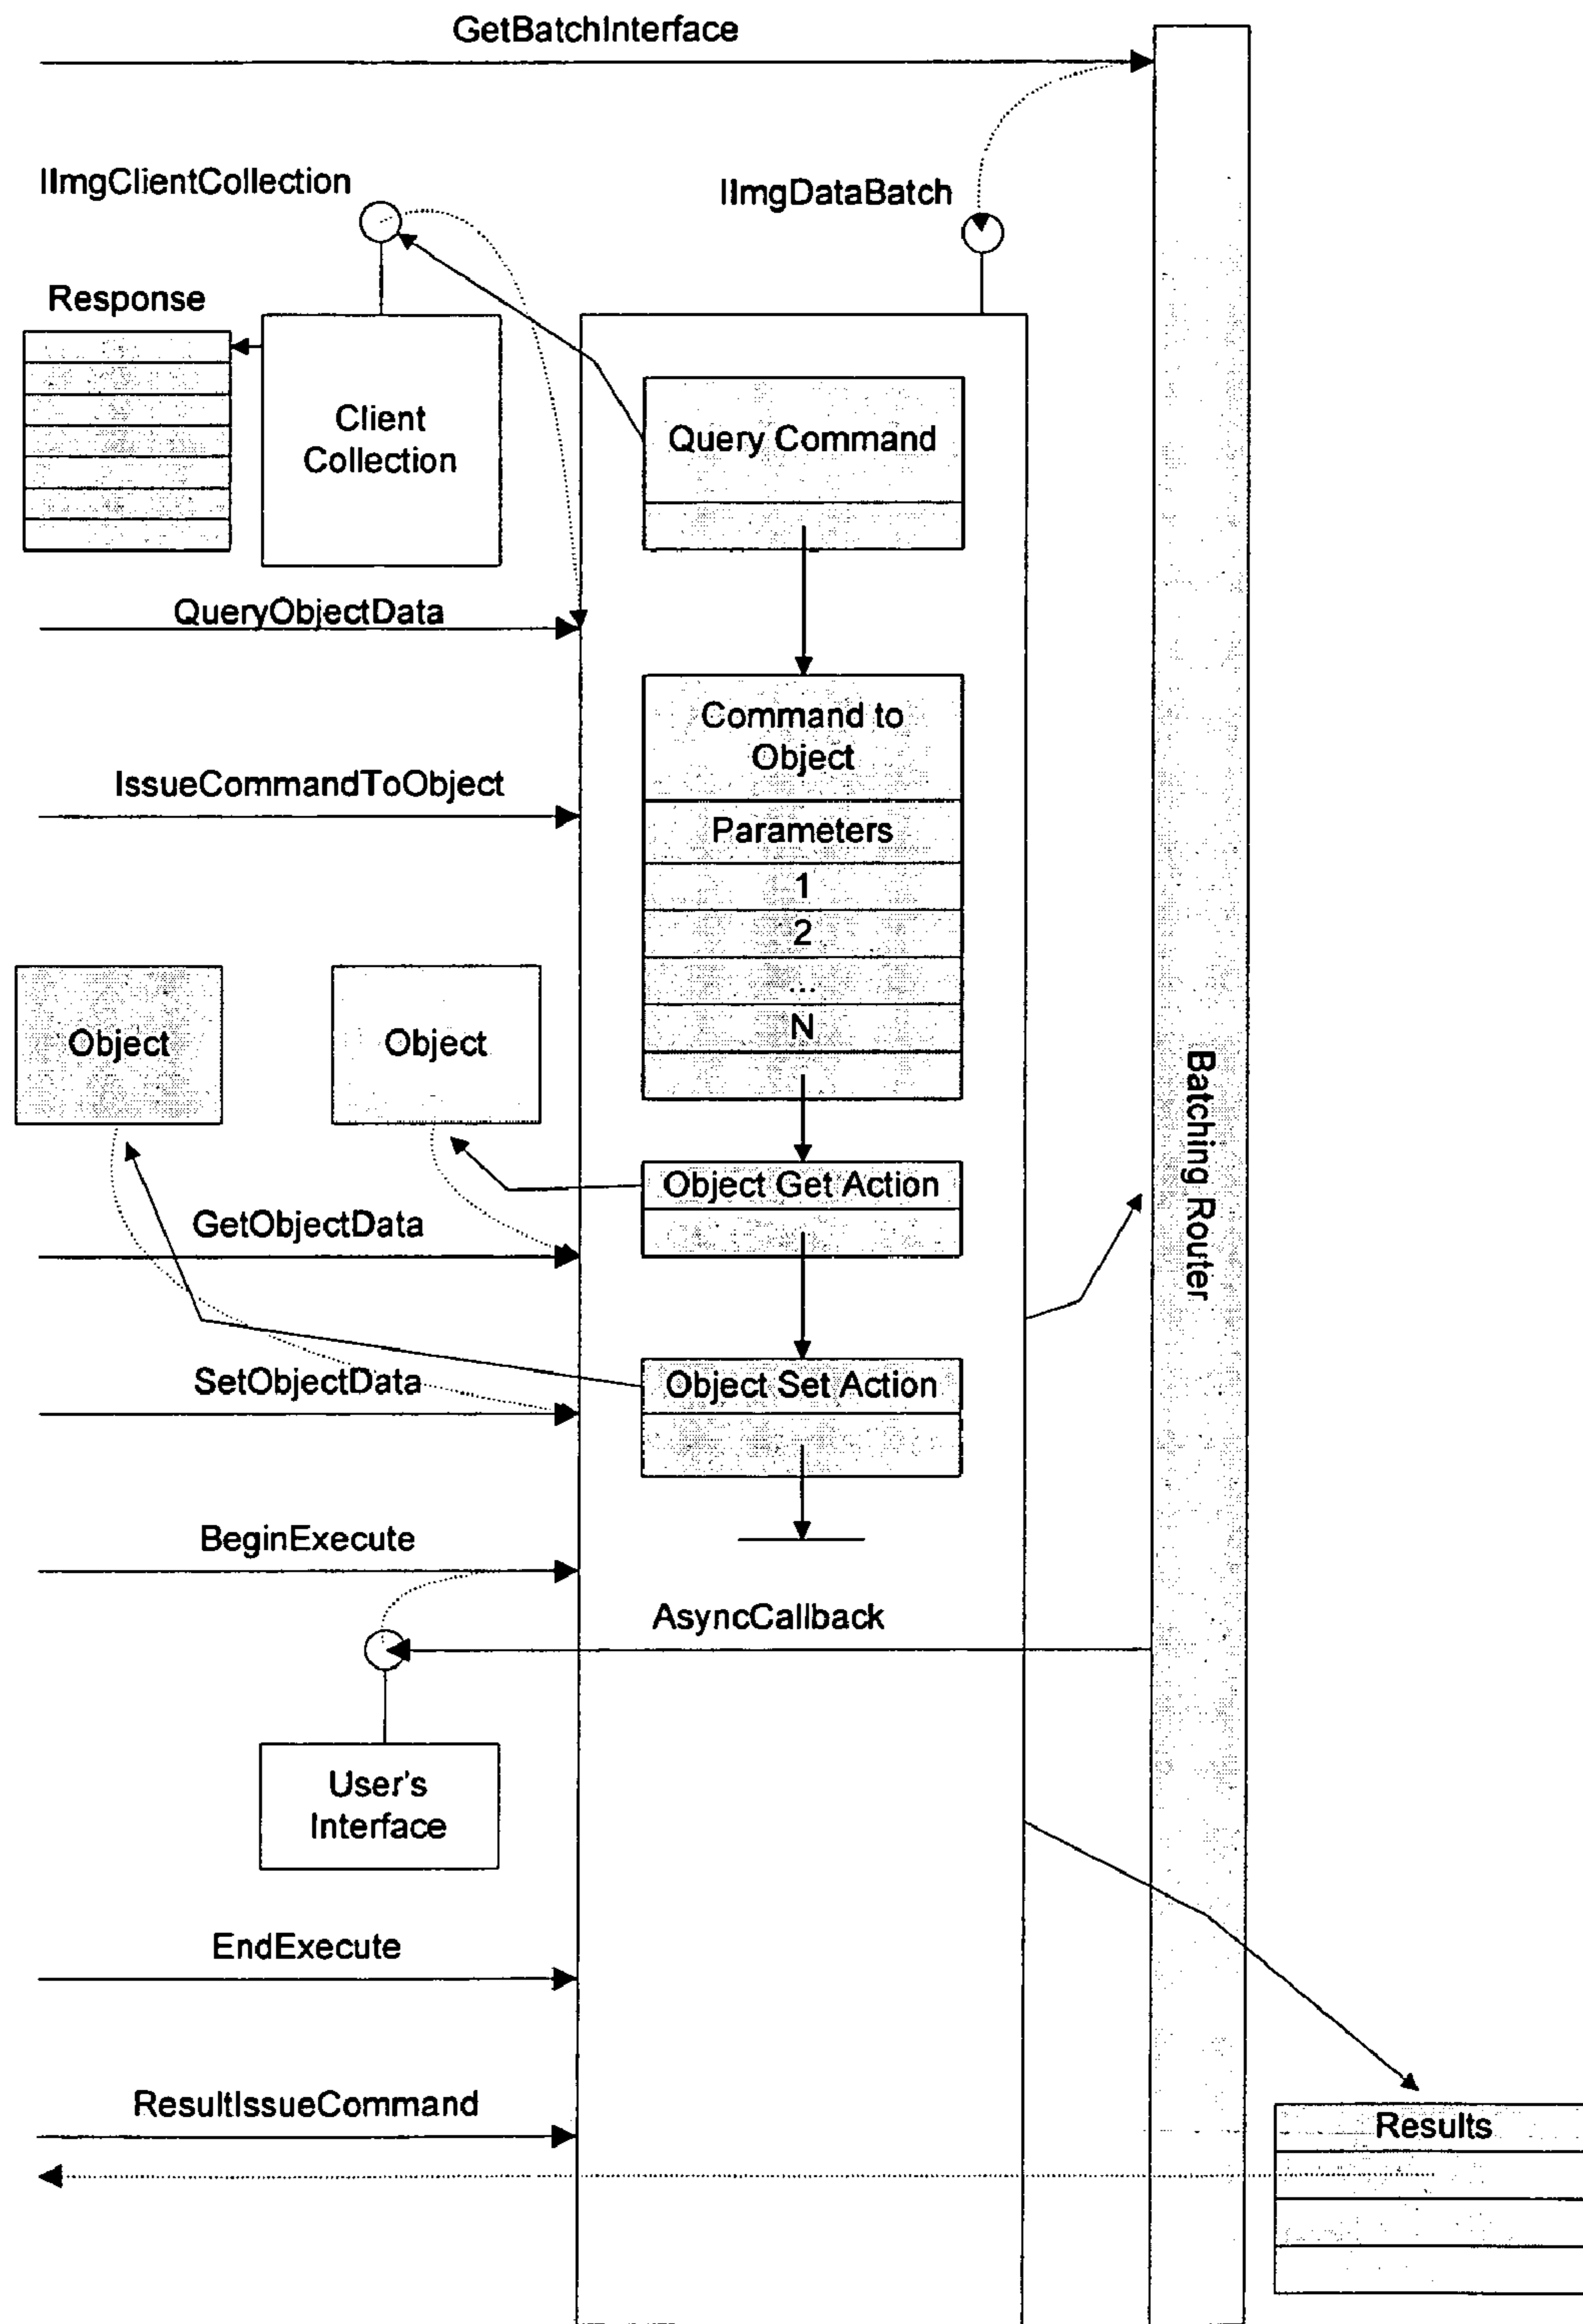 GetBatchInterface
IImgClientCollection
IImgDataBatch
Response
Client
Collection
Query Command
QueryObjectData
Command to
Object
IssueCommandToObject
Parameters
1
2
...
N
Object
Object
Batching Router
Object Get Action
GetObjectData
Object Set Action
SetObjectData
BeginExecute
AsyncCallback
User's
Interface
EndExecute
ResultIssueCommand
Results